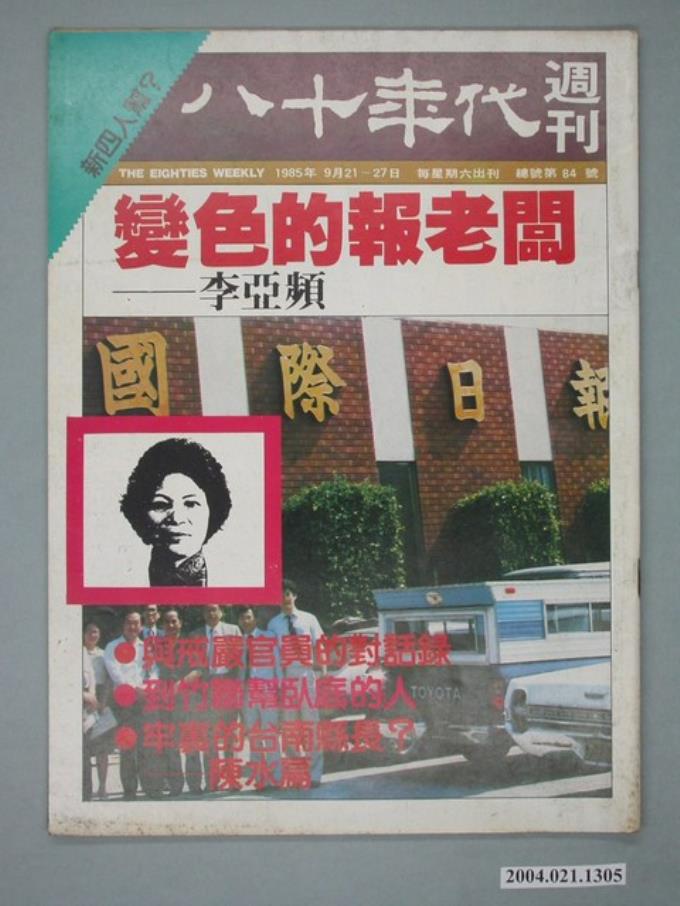 新四人幫?
八十年代
週刊
THE EIGHTIES WEEKLY 1985年 9月21~27日 每星期六出刊 總號第 84 號
變色的報老闆
——李亞頻
國際日報
●與戒嚴官員的對話錄
●到竹聯幫臥底的人
●牢裏的台南縣長?
——陳水扁
TOYOTA
2004.021.1305